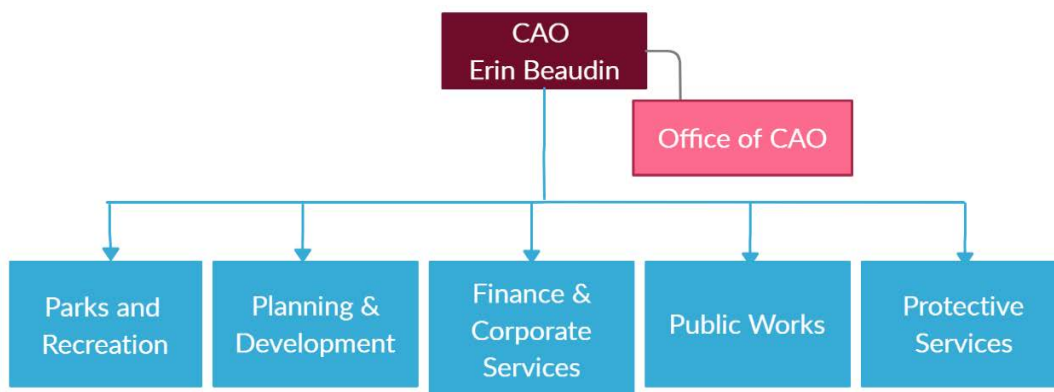 CAO
Erin Beaudin
Office of CAO
Parks and
Recreation
Planning &
Development
Finance &
Corporate
Services
Public Works
Protective
Services